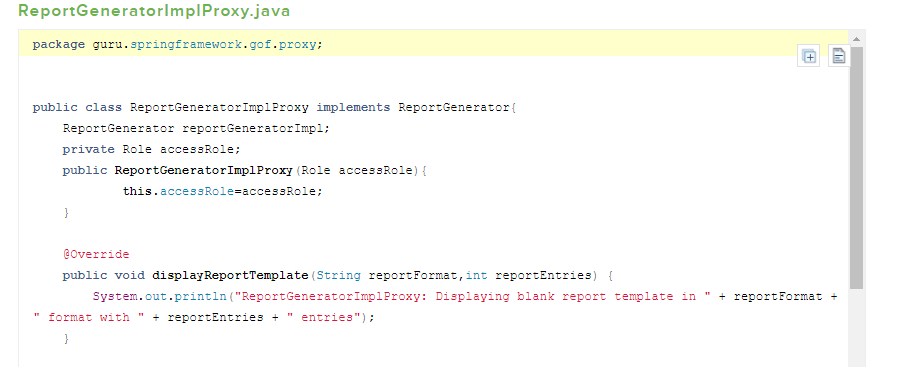 ReportGeneratorImplProxy.java
package guru.springframework.gof.proxy;
public class ReportGeneratorImplProxy implements ReportGenerator{
ReportGenerator reportGeneratorImpl;
private Role accessRole;
public ReportGeneratorImplProxy(Role accessRole){
this.accessRole=accessRole;
}
@Override
public void displayReportTemplate(String reportFormat,int reportEntries) {
System.out.println("ReportGeneratorImplProxy: Displaying blank report template in " + reportFormat +
" format with " + reportEntries + " entries");
}